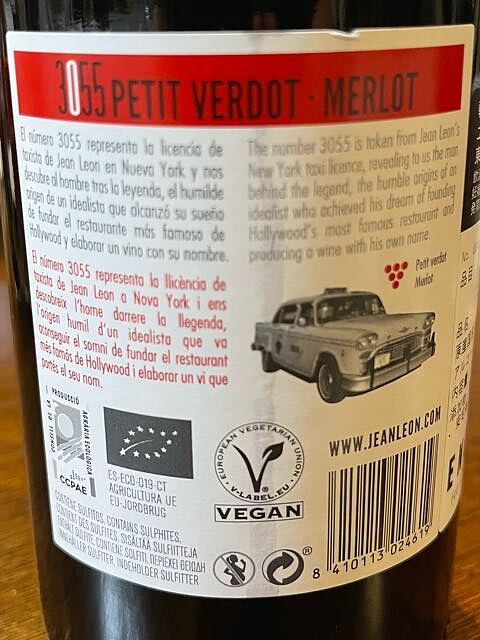 3055 PETIT VERDOT · MERLOT
El número 3055 representa la licencia de
taxista de Jean Leon en Nueva York y nos
descubre al hombre tras la leyenda, el humilde
origen de un idealista que alcanzó su sueño
de fundar el restaurante más famoso de
Hollywood y elaborar un vino con su nombre.
The number 3055 is taken from Jean Leon's
New York taxi licence, revealing to us the man
behind the legend, the humble origins of an
idealist who achieved his dream of founding
Hollywood's most famous restaurant and
producing a wine with his own name.
El número 3055 representa la llicència de
taxista de Jean Leon a Nova York i ens
descobreix l'home darrere la llegenda,
l'origen humil d'un idealista que va
aconseguir el somni de fundar el restaurant
més famós de Hollywood i elaborar un vi que
portés el seu nom.
Petit verdot
Merlot
PRODUCCIÓ
AGRÀRIA ECOLÒGICA
CCPAE
ES-ECO-019-CT
AGRICULTURA UE
EU-JORDBRUG
EUROPEAN VEGETARIAN UNION
V-LABEL.EU
VEGAN
WWW.JEANLEON.COM
CONTIENE SULFITOS, CONTAINS SULPHITES,
CONTIENT DES SULFITES, SISÄLTÄÄ SULFIITTEJA
INNEHÅLLER SULFITER, INDEHOLDER SULFITTER
8 410113 024619